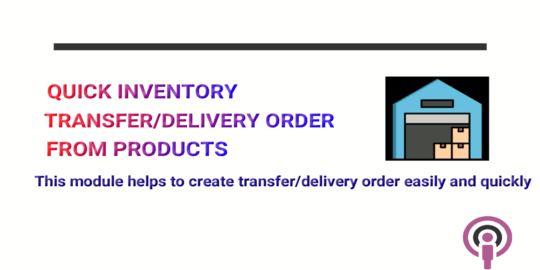 QUICK INVENTORY
TRANSFER/DELIVERY ORDER
FROM PRODUCTS
This module helps to create transfer/delivery order easily and quickly